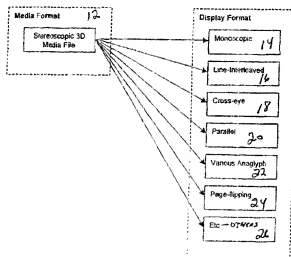 Media Format 12
Stereoscopic 3D
Media File
Display Format
Monoscopic
14
Line-Interleaved
16
Cross-eye
18
Parallel
20
Various Anaglyph
22
Page-flipping
24
Etc – OTHERS
26